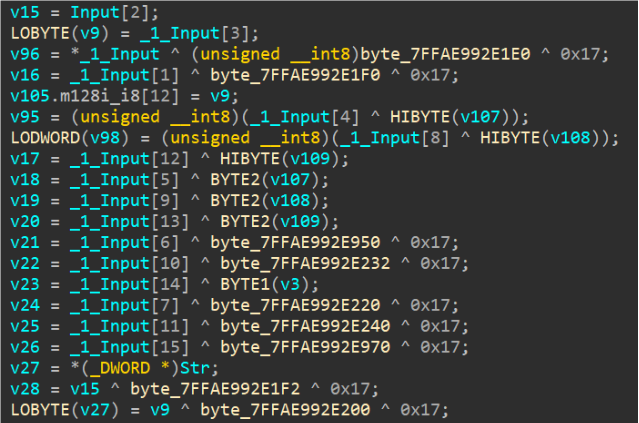 v15 = Input[2];
LOBYTE(v9) = _1_Input[3];
v96 = *_1_Input ^ (unsigned __int8)byte_7FFAE992E1E0 ^ 0x17;
v16 = _1_Input[1] ^ byte_7FFAE992E1F0 ^ 0x17;
v105.m128i_i8[12] = v9;
v95 = (unsigned __int8)(_1_Input[4] ^ HIBYTE(v107));
LODWORD(v98) = (unsigned __int8)(_1_Input[8] ^ HIBYTE(v108));
v17 = _1_Input[12] ^ HIBYTE(v109);
v18 = _1_Input[5] ^ BYTE2(v107);
v19 = _1_Input[9] ^ BYTE2(v108);
v20 = _1_Input[13] ^ BYTE2(v109);
v21 = _1_Input[6] ^ byte_7FFAE992E950 ^ 0x17;
v22 = _1_Input[10] ^ byte_7FFAE992E232 ^ 0x17;
v23 = _1_Input[14] ^ BYTE1(v3);
v24 = _1_Input[7] ^ byte_7FFAE992E220 ^ 0x17;
v25 = _1_Input[11] ^ byte_7FFAE992E240 ^ 0x17;
v26 = _1_Input[15] ^ byte_7FFAE992E970 ^ 0x17;
v27 = *(_DWORD *)Str;
v28 = v15 ^ byte_7FFAE992E1F2 ^ 0x17;
LOBYTE(v27) = v9 ^ byte_7FFAE992E200 ^ 0x17;